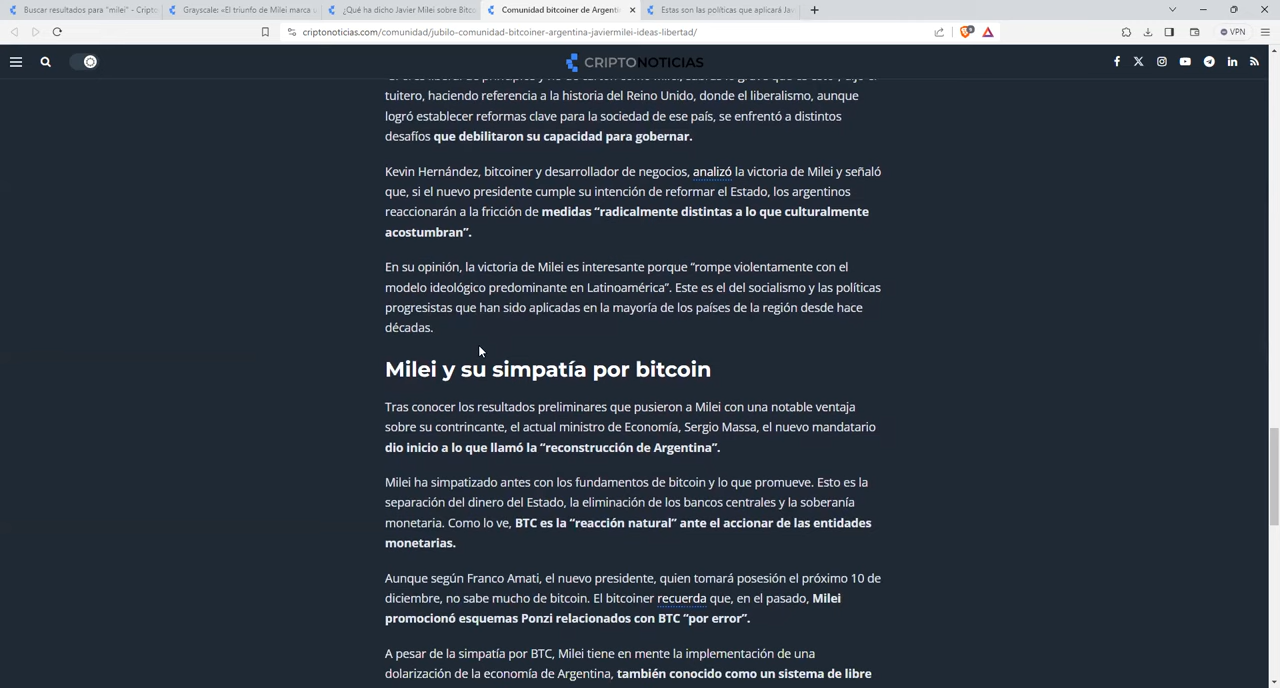 Buscar resultados para "milei" - Cripto
Grayscale: «El triunfo de Milei marca u
¿Qué ha dicho Javier Milei sobre Bitco
Comunidad bitcoiner de Argenti
Estas son las políticas que aplicará Javi
criptonoticias.com/comunidad/jubilo-comunidad-bitcoiner-argentina-javiermilei-ideas-libertad/
VPN
CRIPTONOTICIAS
tuitero, haciendo referencia a la historia del Reino Unido, donde el liberalismo, aunque
logró establecer reformas clave para la sociedad de ese país, se enfrentó a distintos
desafíos que debilitaron su capacidad para gobernar.
Kevin Hernández, bitcoiner y desarrollador de negocios, analizó la victoria de Milei y señaló
que, si el nuevo presidente cumple su intención de reformar el Estado, los argentinos
reaccionarán a la fricción de medidas “radicalmente distintas a lo que culturalmente
acostumbran”.
En su opinión, la victoria de Milei es interesante porque “rompe violentamente con el
modelo ideológico predominante en Latinoamérica”. Este es el del socialismo y las políticas
progresistas que han sido aplicadas en la mayoría de los países de la región desde hace
décadas.
Milei y su simpatía por bitcoin
Tras conocer los resultados preliminares que pusieron a Milei con una notable ventaja
sobre su contrincante, el actual ministro de Economía, Sergio Massa, el nuevo mandatario
dio inicio a lo que llamó la “reconstrucción de Argentina”.
Milei ha simpatizado antes con los fundamentos de bitcoin y lo que promueve. Esto es la
separación del dinero del Estado, la eliminación de los bancos centrales y la soberanía
monetaria. Como lo ve, BTC es la “reacción natural” ante el accionar de las entidades
monetarias.
Aunque según Franco Amati, el nuevo presidente, quien tomará posesión el próximo 10 de
diciembre, no sabe mucho de bitcoin. El bitcoiner recuerda que, en el pasado, Milei
promocionó esquemas Ponzi relacionados con BTC “por error”.
A pesar de la simpatía por BTC, Milei tiene en mente la implementación de una
dolarización de la economía de Argentina, también conocido como un sistema de libre